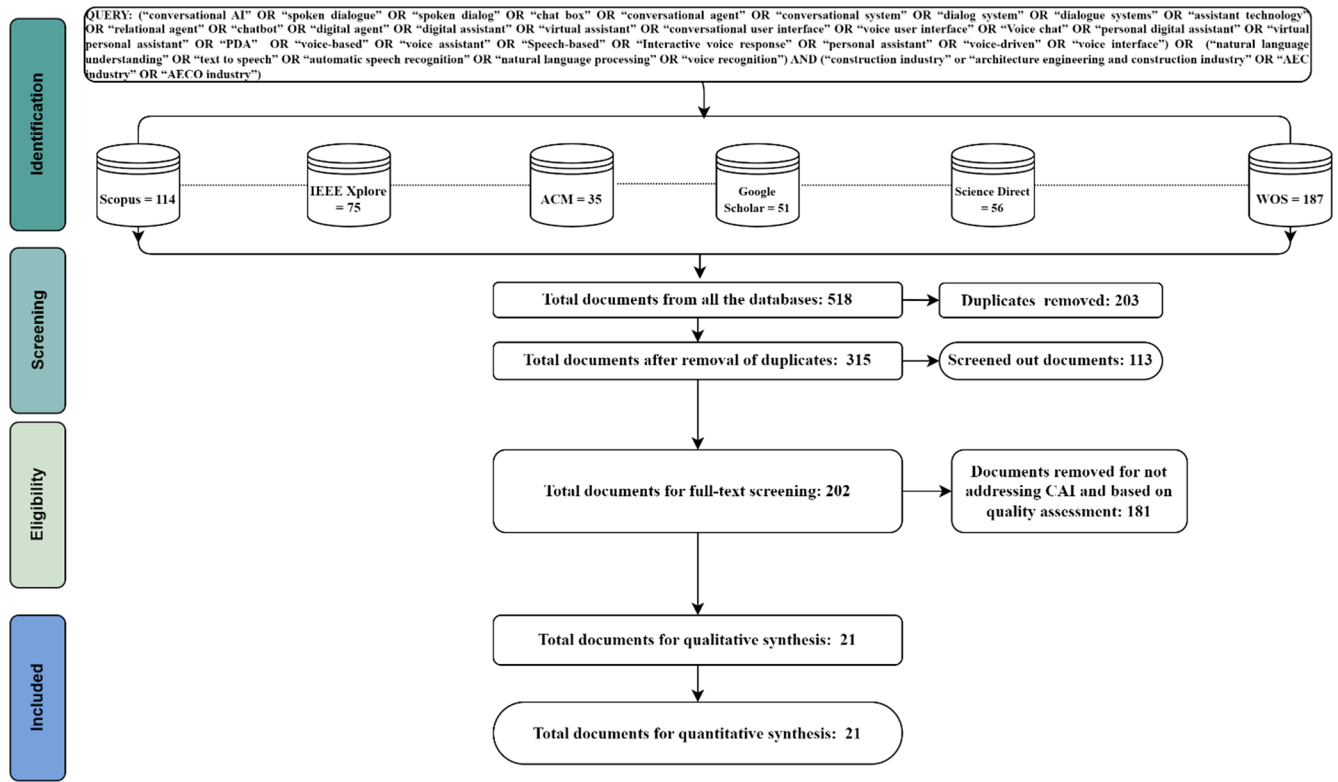 QUERY: (“conversational AI” OR “spoken dialogue” OR “spoken dialog” OR “chat box” OR “conversational agent” OR “conversational system” OR “dialog system” OR “dialogue systems” OR “assistant technology”
OR “relational agent” OR “chatbot” OR “digital agent” OR “digital assistant” OR “virtual assistant” OR “conversational user interface” OR “voice user interface” OR “Voice chat” OR “personal digital assistant” OR “virtual
personal assistant” OR “PDA” OR “voice-based” OR “voice assistant” OR “Speech-based” OR “Interactive voice response” OR “personal assistant” OR “voice-driven” OR “voice interface”) OR (“natural language
understanding” OR “text to speech” OR “automatic speech recognition” OR “natural language processing” OR “voice recognition”) AND (“construction industry” or “architecture engineering and construction industry” OR “AEC
industry” OR “AECO industry”)
Identification
Scopus = 114
IEEE Xplore
= 75
ACM = 35
Google
Scholar = 51
Science Direct
= 56
WOS = 187
Screening
Total documents from all the databases: 518
Duplicates removed: 203
Total documents after removal of duplicates: 315
Screened out documents: 113
Eligibility
Total documents for full-text screening: 202
Documents removed for not
addressing CAI and based on
quality assessment: 181
Included
Total documents for qualitative synthesis: 21
Total documents for quantitative synthesis: 21